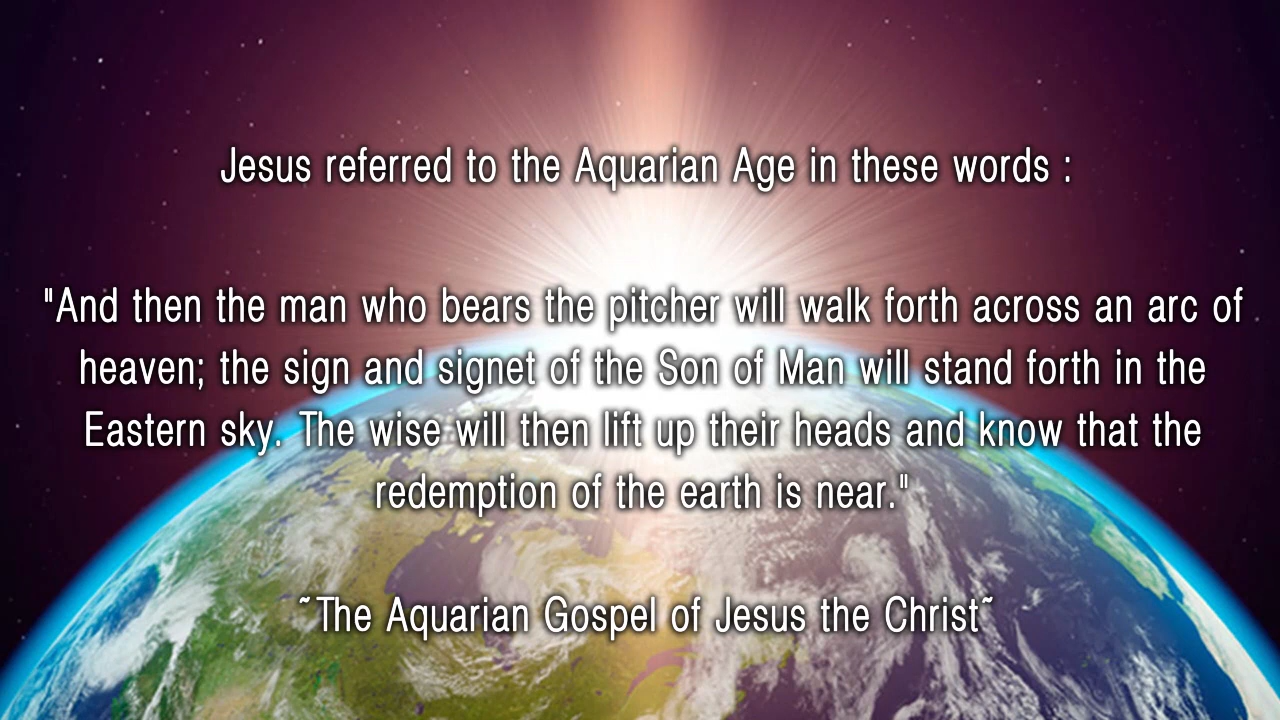 Jesus referred to the Aquarian Age in these words :
"And then the man who bears the pitcher will walk forth across an arc of
heaven; the sign and signet of the Son of Man will stand forth in the
Eastern sky. The wise will then lift up their heads and know that the
redemption of the earth is near."
~The Aquarian Gospel of Jesus the Christ~